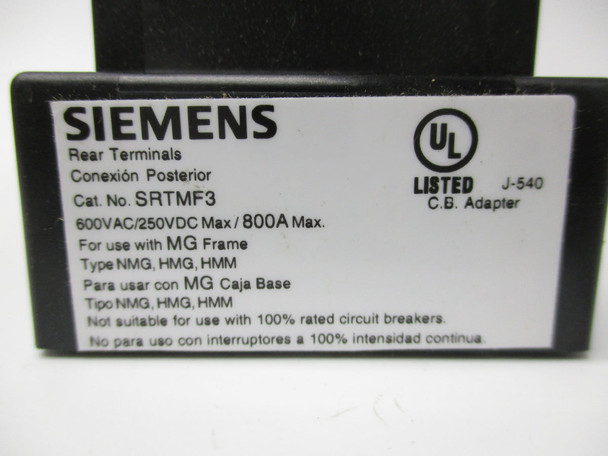 SIEMENS
Rear Terminals
Conexión Posterior
Cat. No. SRTMF3
600VAC/250VDC Max / 800A Max.
For use with MG Frame
Type NMG, HMG, HMM
Para usar con MG Caja Base
Tipo NMG, HMG, HMM
Not suitable for use with 100% rated circuit breakers.
No para uso con interruptores a 100% intensidad continua.
UL
LISTED J-540
C.B. Adapter